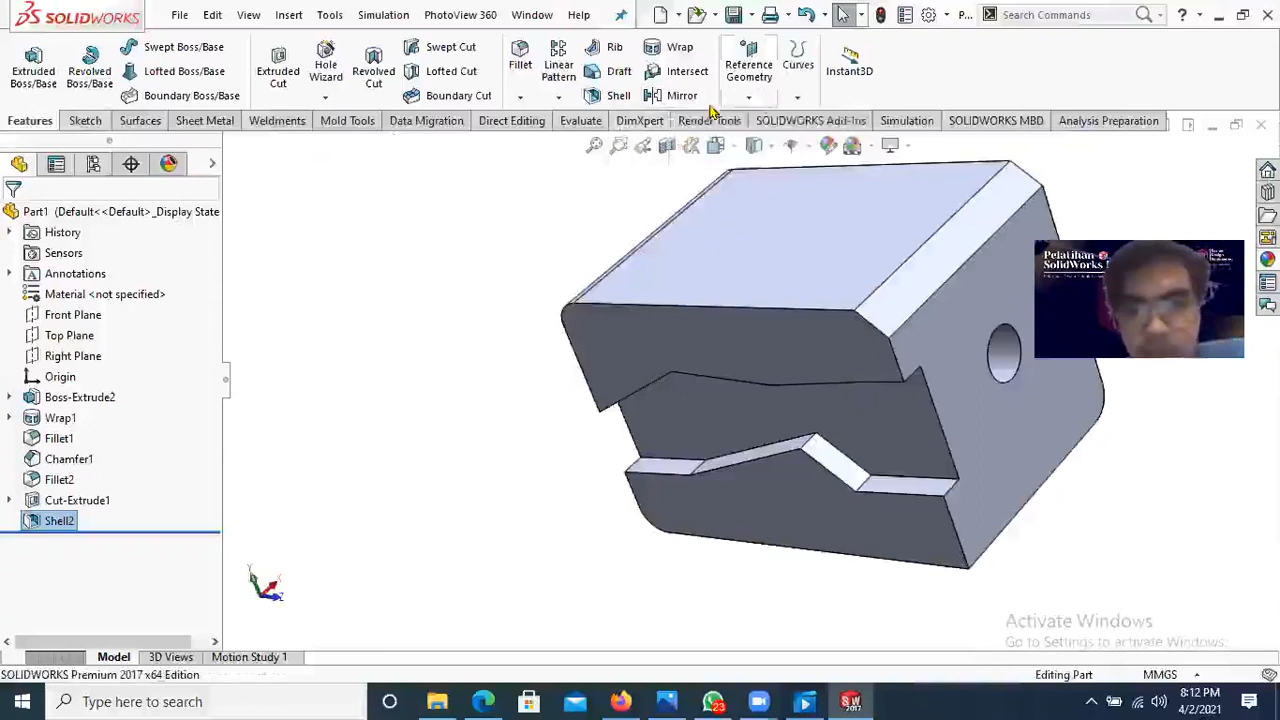 SOLIDWORKS File Edit View Insert Tools Simulation PhotoView 360 Window Help P... Search Commands ?
Extruded Boss/Base
Revolved Boss/Base
Swept Boss/Base
Lofted Boss/Base
Boundary Boss/Base
Extruded Cut
Hole Wizard
Revolved Cut
Swept Cut
Lofted Cut
Boundary Cut
Fillet
Linear Pattern
Rib
Draft
Shell
Wrap
Intersect
Mirror
Reference Geometry
Curves
Instant3D
Features Sketch Surfaces Sheet Metal Weldments Mold Tools Data Migration Direct Editing Evaluate DimXpert Render Tools SOLIDWORKS Add-Ins Simulation SOLIDWORKS MBD Analysis Preparation
Part1 (Default<<Default>_Display State
History
Sensors
Annotations
Material <not specified>
Front Plane
Top Plane
Right Plane
Origin
Boss-Extrude2
Wrap1
Fillet1
Chamfer1
Fillet2
Cut-Extrude1
Shell2
Pelatihan
SolidWorks
Activate Windows
Go to Settings to activate Windows.
Model 3D Views Motion Study 1
SOLIDWORKS Premium 2017 x64 Edition Editing Part MMGS
Type here to search
23
SW
2017
8:12 PM
4/2/2021